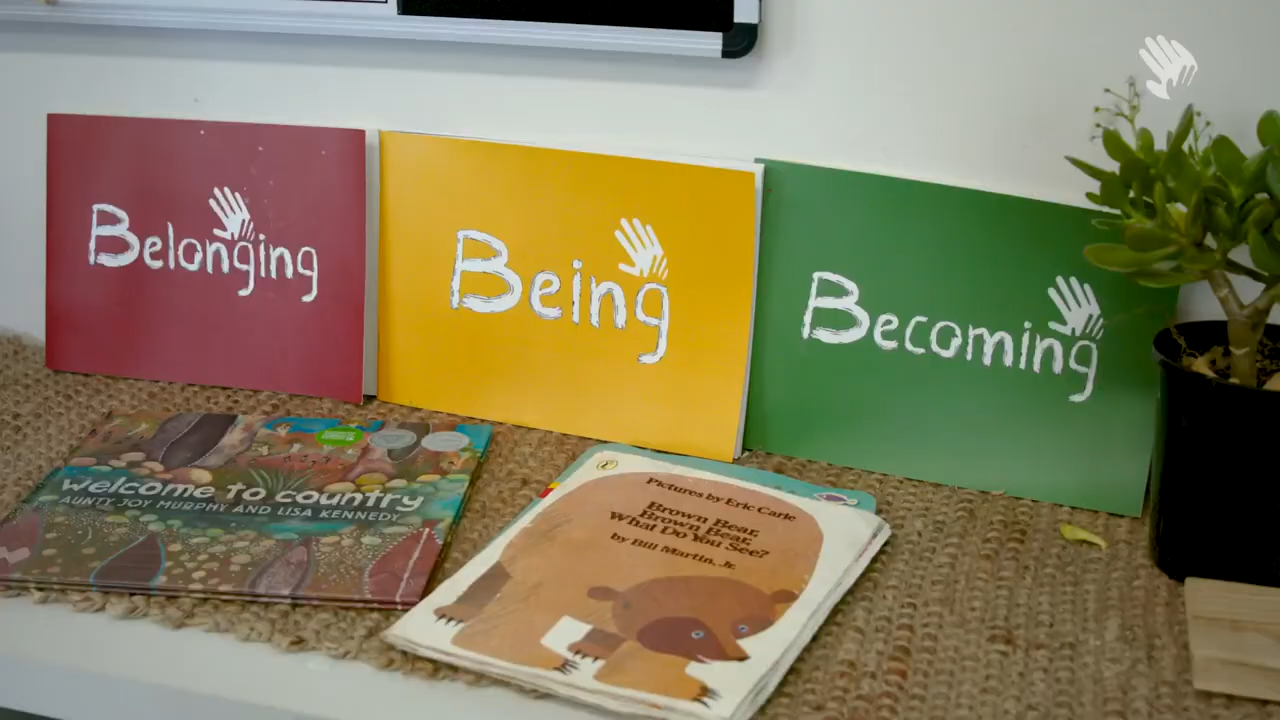 Belonging
Being
Becoming
welcome to country
AUNTY JOY MURPHY AND LISA KENNEDY
Pictures by Eric Carle
Brown Bear,
Brown Bear,
What Do You See?
by Bill Martin, Jr.